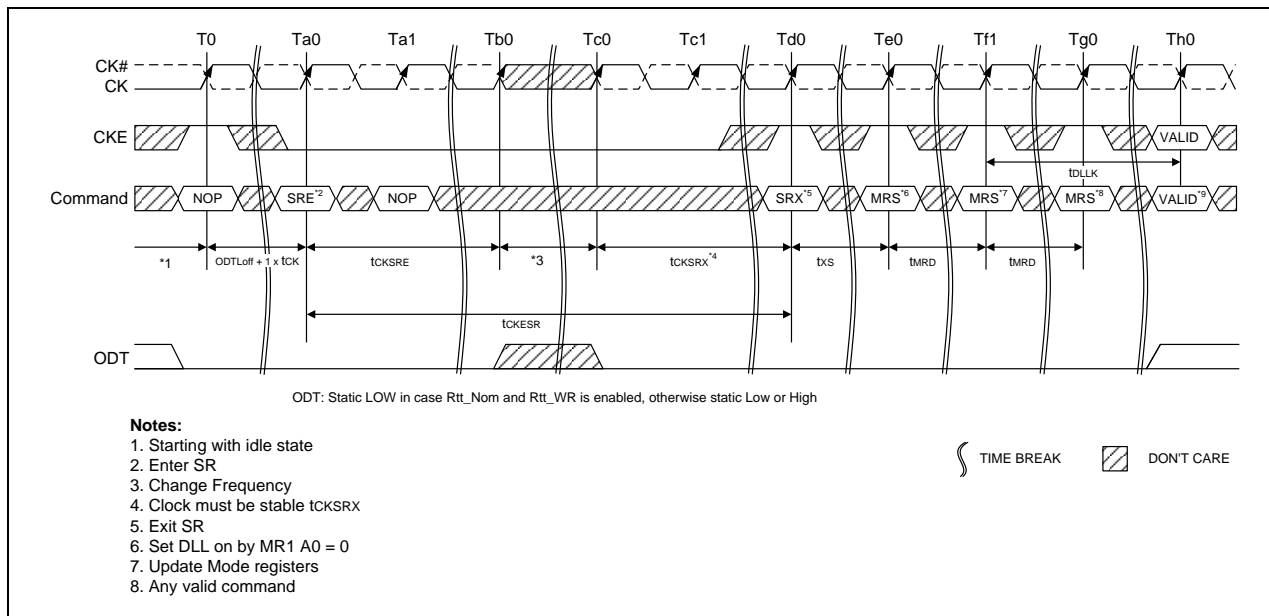 T0 Ta0 Ta1 Tb0 Tc0 Tc1 Td0 Te0 Tf1 Tg0 Th0
CK#
CK
CKE
VALID
tDLLK
Command
NOP SRE*2 NOP SRX*5 MRS*6 MRS*7 MRS*8 VALID*9
*1 ODTLoff + 1 x tCK tCKSRE *3 tCKSRX*4 tXS tMRD tMRD
tCKESR
ODT
ODT: Static LOW in case Rtt_Nom and Rtt_WR is enabled, otherwise static Low or High
Notes:
1. Starting with idle state
2. Enter SR
3. Change Frequency
4. Clock must be stable tCKSRX
5. Exit SR
6. Set DLL on by MR1 A0 = 0
7. Update Mode registers
8. Any valid command
TIME BREAK
DON'T CARE